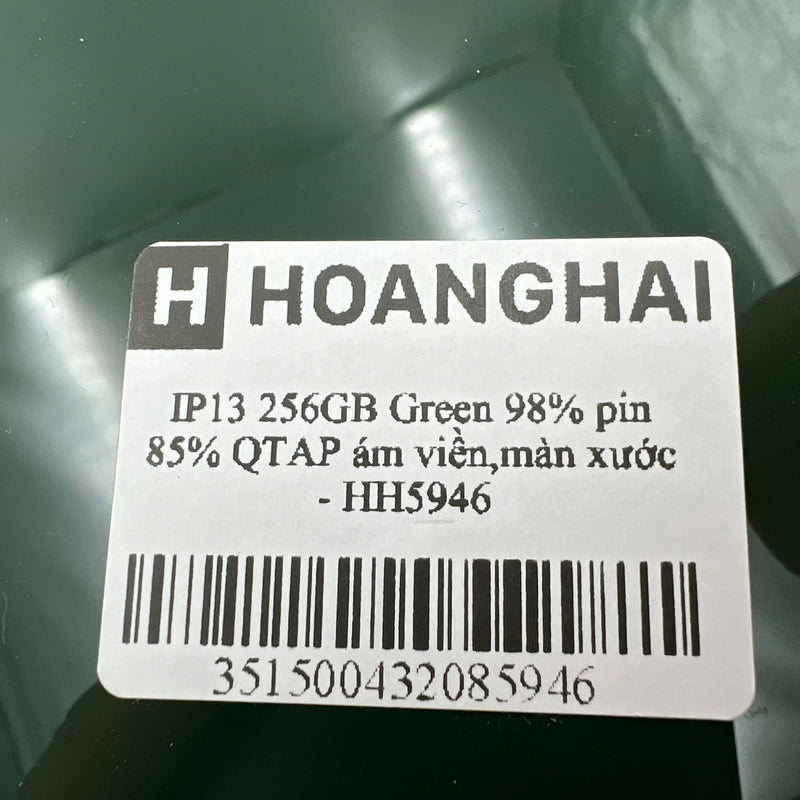 H HOANGHAI
IP13 256GB Green 98% pin
85% QTAP ám viền,màn xước
- HH5946
351500432085946